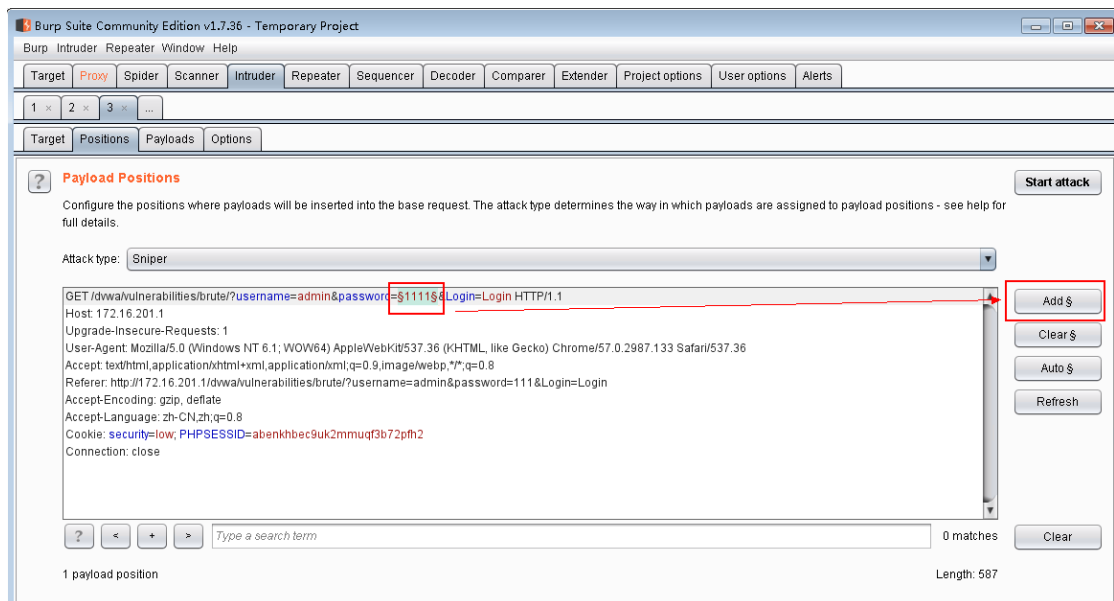 Burp Suite Community Edition v1.7.36 - Temporary Project
Burp Intruder Repeater Window Help
Target Proxy Spider Scanner Intruder Repeater Sequencer Decoder Comparer Extender Project options User options Alerts
1 × 2 × 3 × ...
Target Positions Payloads Options
? Payload Positions
Start attack
Configure the positions where payloads will be inserted into the base request. The attack type determines the way in which payloads are assigned to payload positions - see help for
full details.
Attack type: Sniper
GET /dvwa/vulnerabilities/brute/?username=admin&password=§1111§&Login=Login HTTP/1.1
Host: 172.16.201.1
Upgrade-Insecure-Requests: 1
User-Agent: Mozilla/5.0 (Windows NT 6.1; WOW64) AppleWebKit/537.36 (KHTML, like Gecko) Chrome/57.0.2987.133 Safari/537.36
Accept: text/html,application/xhtml+xml,application/xml;q=0.9,image/webp,*/*;q=0.8
Referer: http://172.16.201.1/dvwa/vulnerabilities/brute/?username=admin&password=111&Login=Login
Accept-Encoding: gzip, deflate
Accept-Language: zh-CN,zh;q=0.8
Cookie: security=low; PHPSESSID=abenkhbec9uk2mmuqf3b72pfh2
Connection: close
Add §
Clear §
Auto §
Refresh
? < + > Type a search term 0 matches Clear
1 payload position Length: 587